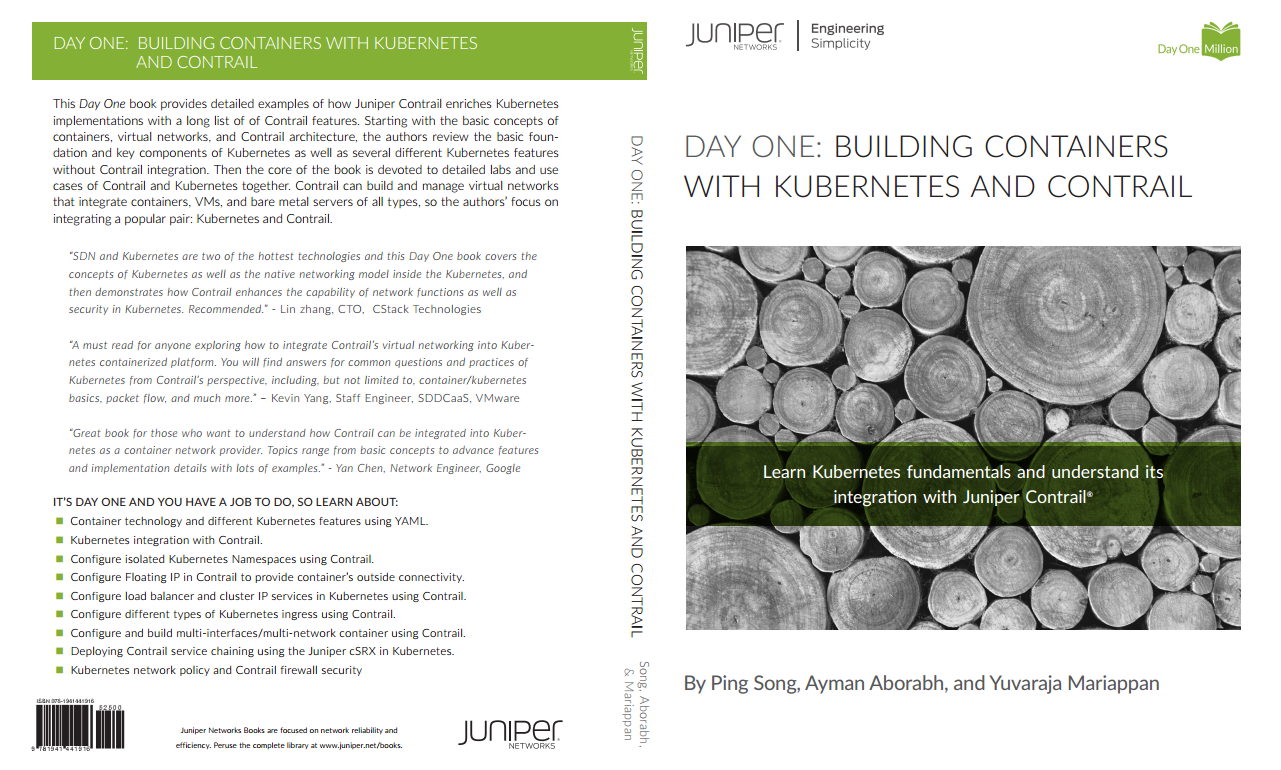 DAY ONE: BUILDING CONTAINERS WITH KUBERNETES
AND CONTRAIL
This Day One book provides detailed examples of how Juniper Contrail enriches Kubernetes
implementations with a long list of of Contrail features. Starting with the basic concepts of
containers, virtual networks, and Contrail architecture, the authors review the basic foun-
dation and key components of Kubernetes as well as several different Kubernetes features
without Contrail integration. Then the core of the book is devoted to detailed labs and use
cases of Contrail and Kubernetes together. Contrail can build and manage virtual networks
that integrate containers, VMs, and bare metal servers of all types, so the authors' focus on
integrating a popular pair: Kubernetes and Contrail.
“SDN and Kubernetes are two of the hottest technologies and this Day One book covers the
concepts of Kubernetes as well as the native networking model inside the Kubernetes, and
then demonstrates how Contrail enhances the capability of network functions as well as
security in Kubernetes. Recommended.” - Lin zhang, CTO, CStack Technologies
“A must read for anyone exploring how to integrate Contrail’s virtual networking into Kuber-
netes containerized platform. You will find answers for common questions and practices of
Kubernetes from Contrail’s perspective, including, but not limited to, container/kubernetes
basics, packet flow, and much more.” – Kevin Yang, Staff Engineer, SDDCaaS, VMware
“Great book for those who want to understand how Contrail can be integrated into Kuber-
netes as a container network provider. Topics range from basic concepts to advance features
and implementation details with lots of examples.” - Yan Chen, Network Engineer, Google
IT’S DAY ONE AND YOU HAVE A JOB TO DO, SO LEARN ABOUT:
■ Container technology and different Kubernetes features using YAML.
■ Kubernetes integration with Contrail.
■ Configure isolated Kubernetes Namespaces using Contrail.
■ Configure Floating IP in Contrail to provide container’s outside connectivity.
■ Configure load balancer and cluster IP services in Kubernetes using Contrail.
■ Configure different types of Kubernetes ingress using Contrail.
■ Configure and build multi-interfaces/multi-network container using Contrail.
■ Deploying Contrail service chaining using the Juniper cSRX in Kubernetes.
■ Kubernetes network policy and Contrail firewall security
ISBN 978-1941441916
52500
9 781941 441916
Juniper Networks Books are focused on network reliability and
efficiency. Peruse the complete library at www.juniper.net/books.
JUNIPER
NETWORKS
JUNIPER
NETWORKS
DAY ONE: BUILDING CONTAINERS WITH KUBERNETES AND CONTRAIL
Song, Aborabh,
& Mariappan
JUNIPER
NETWORKS
Engineering
Simplicity
Day One Million
DAY ONE: BUILDING CONTAINERS
WITH KUBERNETES AND CONTRAIL
Learn Kubernetes fundamentals and understand its
integration with Juniper Contrail®
By Ping Song, Ayman Aborabh, and Yuvaraja Mariappan